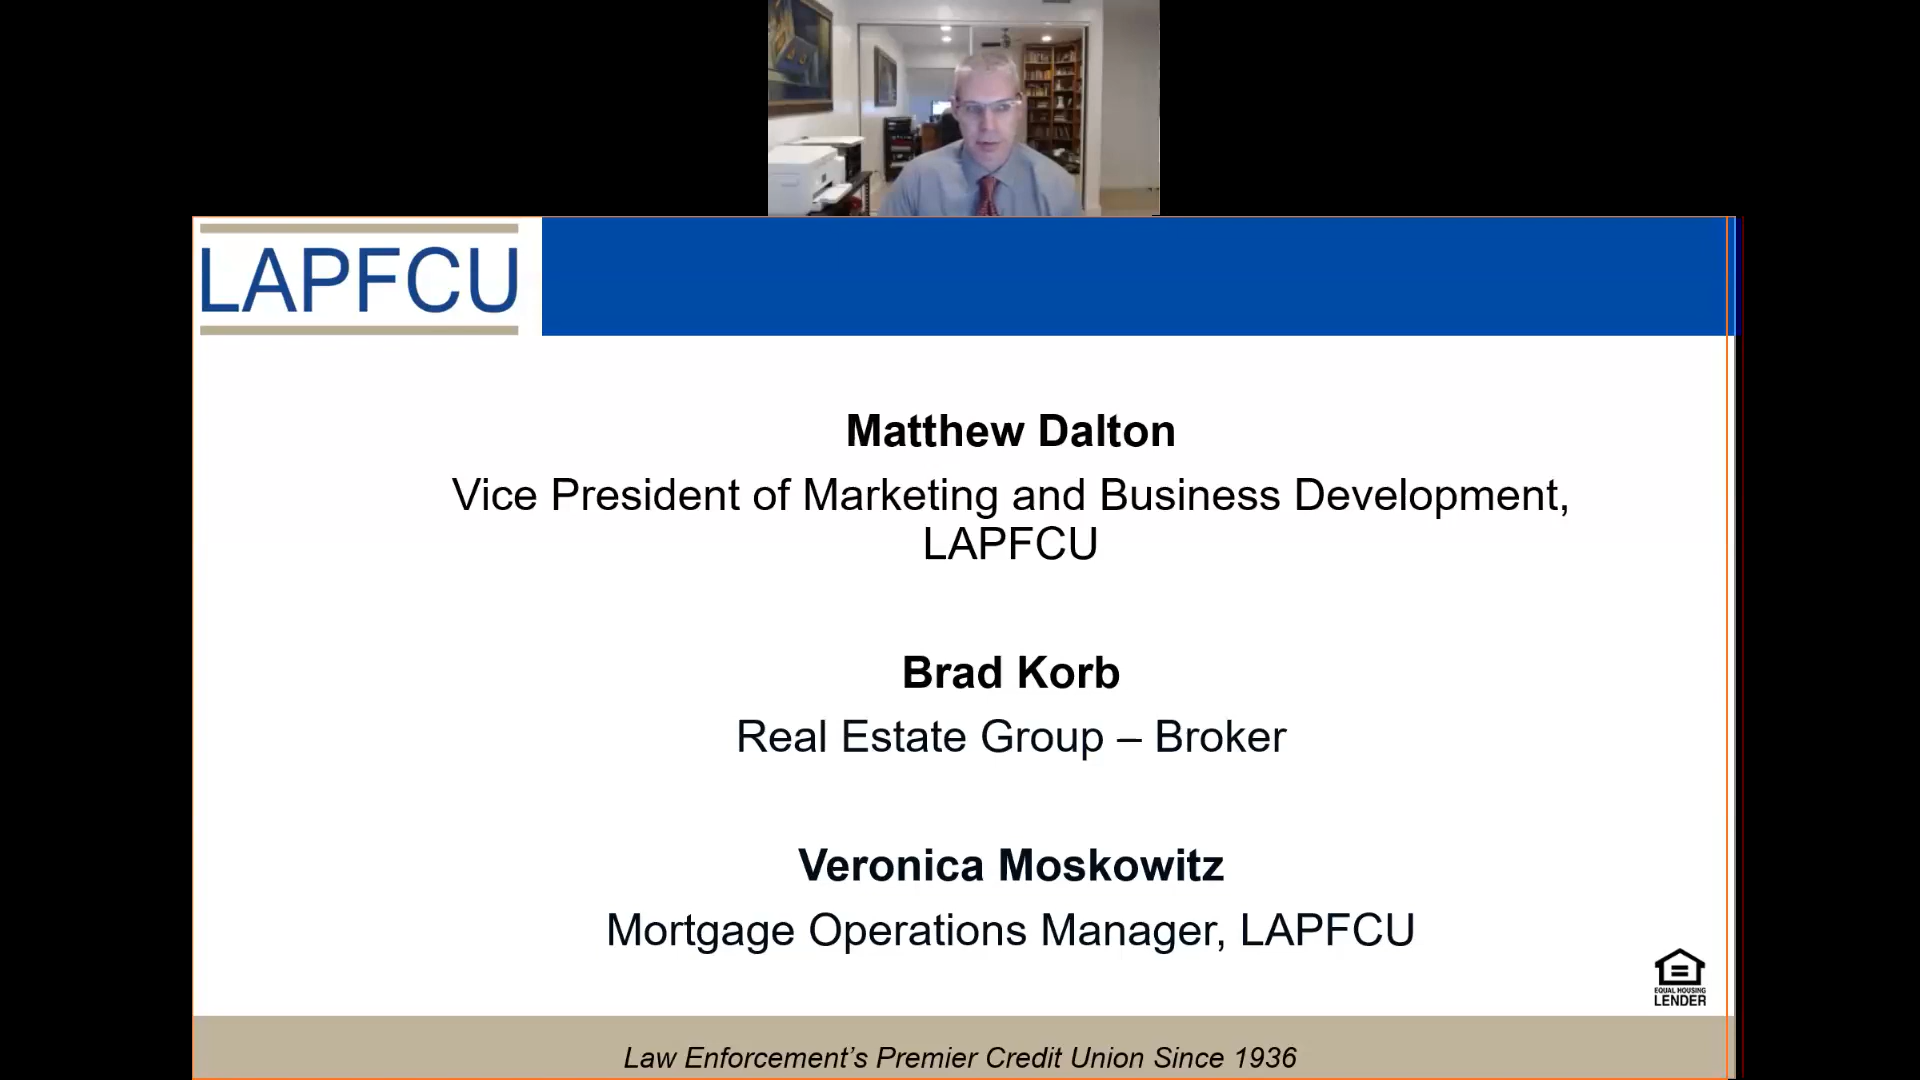 LAPFCU
Matthew Dalton
Vice President of Marketing and Business Development,
LAPFCU
Brad Korb
Real Estate Group – Broker
Veronica Moskowitz
Mortgage Operations Manager, LAPFCU
EQUAL HOUSING
LENDER
Law Enforcement’s Premier Credit Union Since 1936